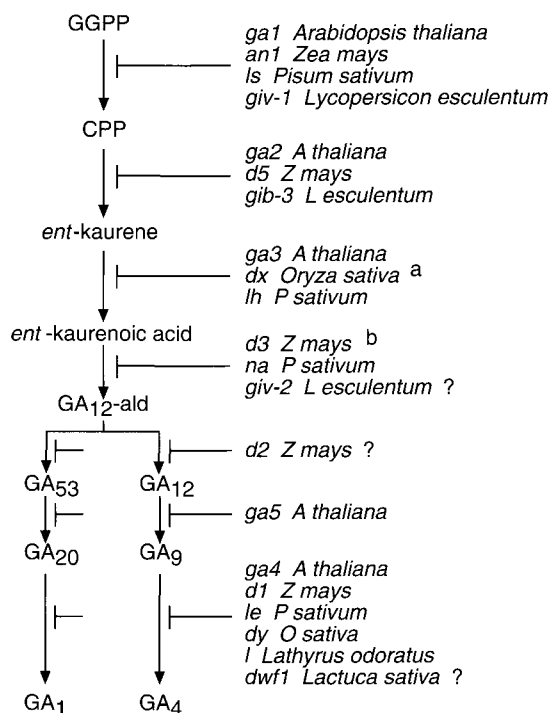 GGPP
ga1 Arabidopsis thaliana
an1 Zea mays
ls Pisum sativum
giv-1 Lycopersicon esculentum
CPP
ga2 A thaliana
d5 Z mays
gib-3 L esculentum
ent-kaurene
ga3 A thaliana
dx Oryza sativa a
lh P sativum
ent-kaurenoic acid
d3 Z mays b
na P sativum
giv-2 L esculentum ?
GA12-ald
d2 Z mays ?
GA53 GA12
ga5 A thaliana
GA20 GA9
ga4 A thaliana
d1 Z mays
le P sativum
dy O sativa
l Lathyrus odoratus
dwf1 Lactuca sativa ?
GA1 GA4